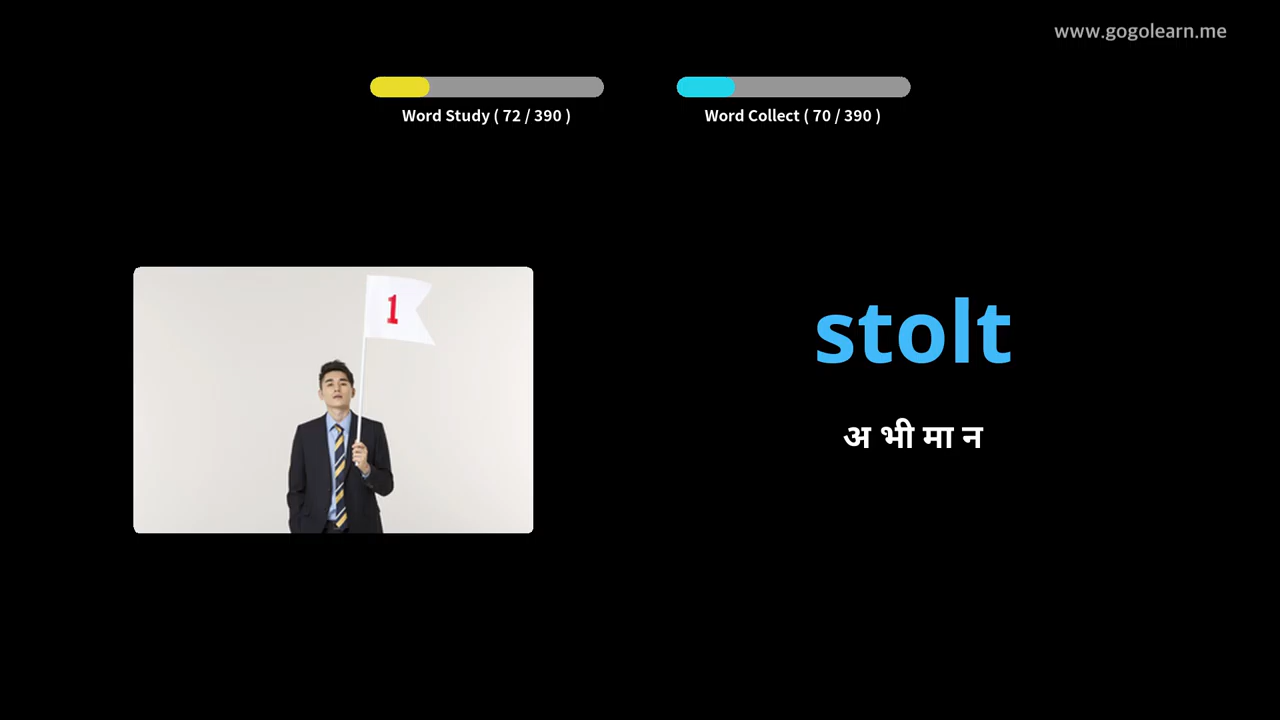 www.gogolearn.me
Word Study ( 72 / 390 )
Word Collect ( 70 / 390 )
1
stolt
अ भी मा न